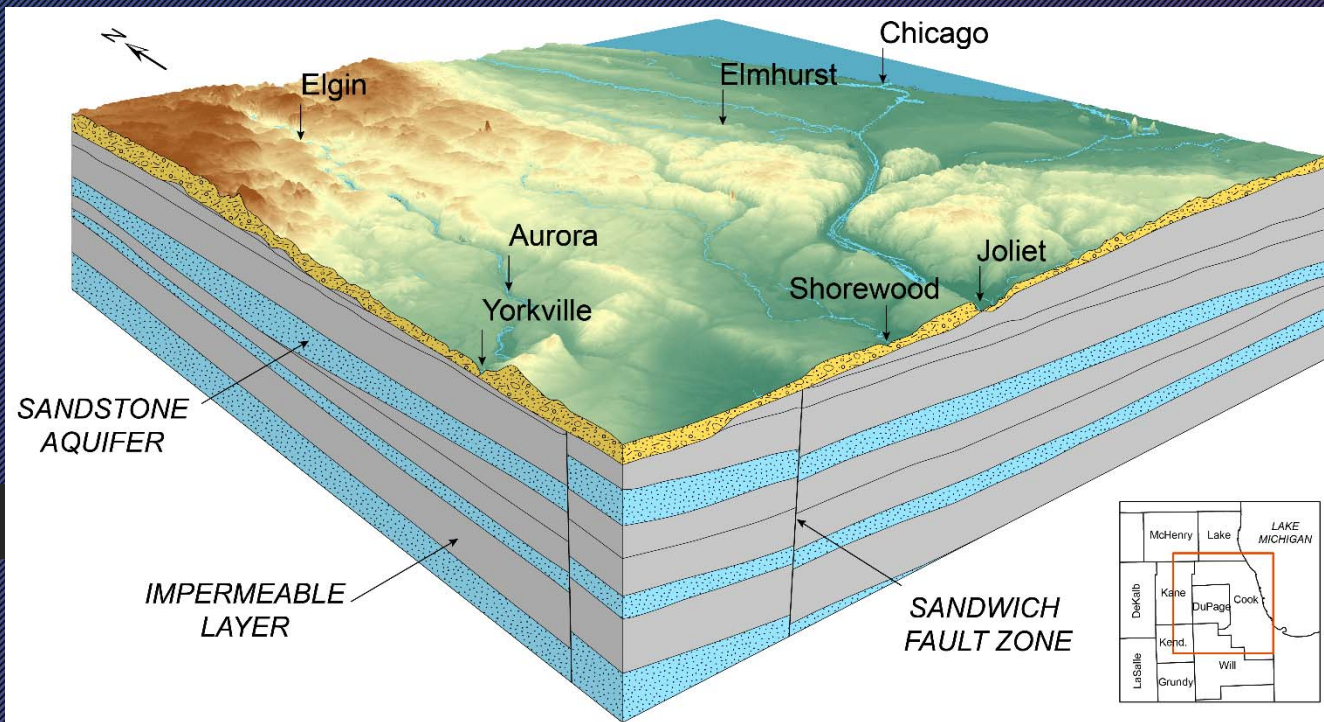 N
Chicago
Elmhurst
Elgin
Aurora
Joliet
Shorewood
Yorkville
SANDSTONE
AQUIFER
IMPERMEABLE
LAYER
SANDWICH
FAULT ZONE
McHenry
Lake
LAKE
MICHIGAN
DeKalb
Kane
DuPage
Cook
Kend.
LaSalle
Grundy
Will